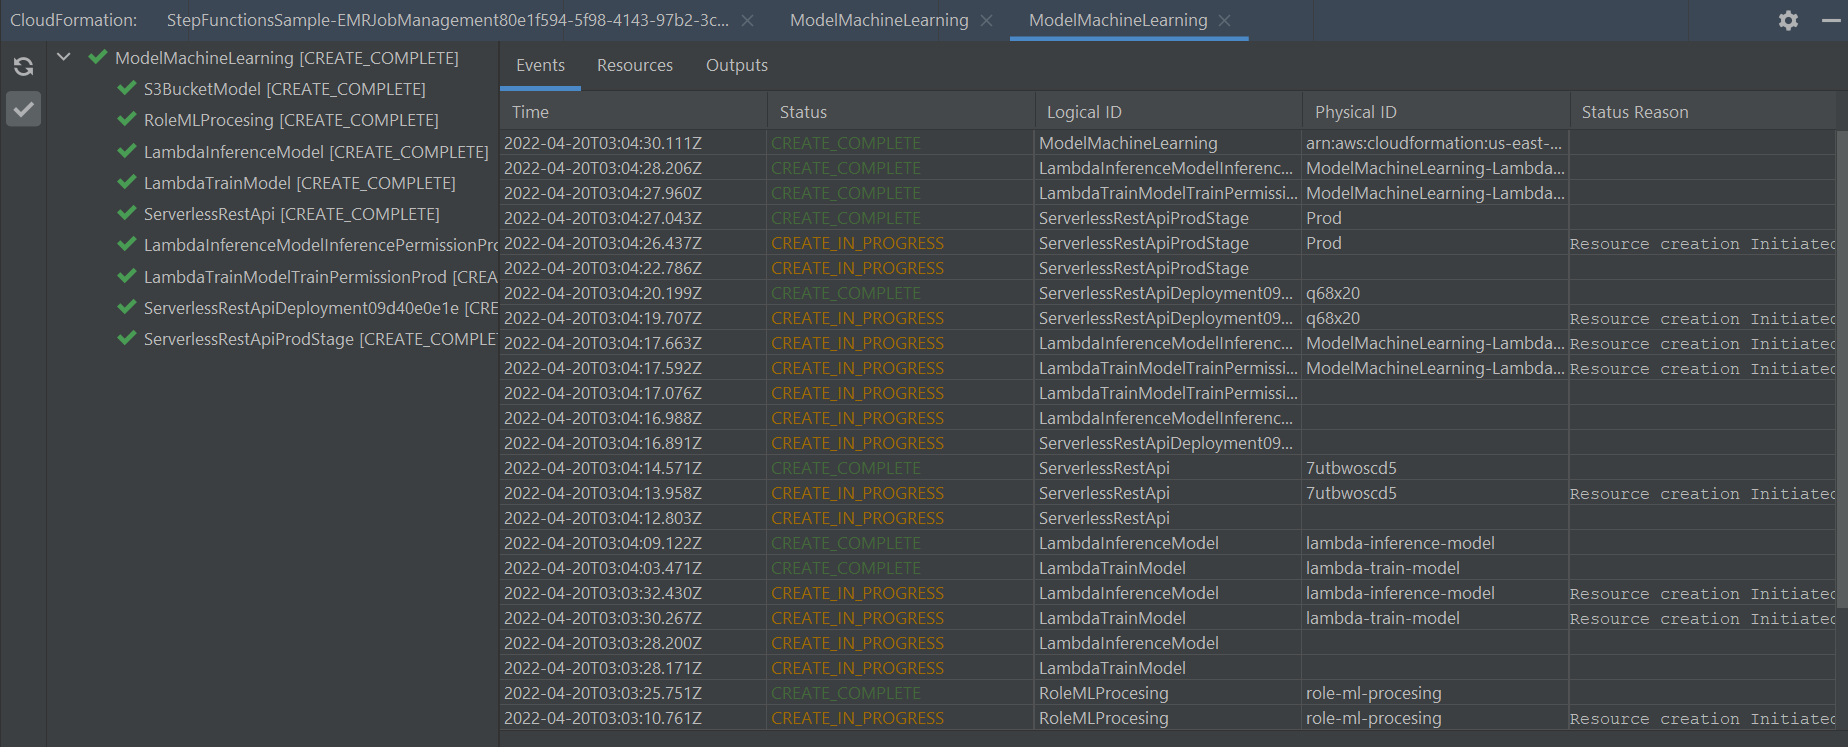 CloudFormation: StepFunctionsSample-EMRJobManagement80e1f594-5f98-4143-97b2-3c... ModelMachineLearning ModelMachineLearning
ModelMachineLearning [CREATE_COMPLETE]
S3BucketModel [CREATE_COMPLETE]
RoleMLProcesing [CREATE_COMPLETE]
LambdaInferenceModel [CREATE_COMPLETE]
LambdaTrainModel [CREATE_COMPLETE]
ServerlessRestApi [CREATE_COMPLETE]
LambdaInferenceModelInferencePermissionPro
LambdaTrainModelTrainPermissionProd [CREA
ServerlessRestApiDeployment09d40e0e1e [CRE
ServerlessRestApiProdStage [CREATE_COMPLET
Events Resources Outputs
Time Status Logical ID Physical ID Status Reason
2022-04-20T03:04:30.111Z CREATE_COMPLETE ModelMachineLearning arn:aws:cloudformation:us-east-...
2022-04-20T03:04:28.206Z CREATE_COMPLETE LambdaInferenceModelInferenc... ModelMachineLearning-Lambda...
2022-04-20T03:04:27.960Z CREATE_COMPLETE LambdaTrainModelTrainPermissi... ModelMachineLearning-Lambda...
2022-04-20T03:04:27.043Z CREATE_COMPLETE ServerlessRestApiProdStage Prod
2022-04-20T03:04:26.437Z CREATE_IN_PROGRESS ServerlessRestApiProdStage Prod Resource creation Initiated
2022-04-20T03:04:22.786Z CREATE_IN_PROGRESS ServerlessRestApiProdStage
2022-04-20T03:04:20.199Z CREATE_COMPLETE ServerlessRestApiDeployment09... q68x20
2022-04-20T03:04:19.707Z CREATE_IN_PROGRESS ServerlessRestApiDeployment09... q68x20 Resource creation Initiated
2022-04-20T03:04:17.663Z CREATE_IN_PROGRESS LambdaInferenceModelInferenc... ModelMachineLearning-Lambda... Resource creation Initiated
2022-04-20T03:04:17.592Z CREATE_IN_PROGRESS LambdaTrainModelTrainPermissi... ModelMachineLearning-Lambda... Resource creation Initiated
2022-04-20T03:04:17.076Z CREATE_IN_PROGRESS LambdaTrainModelTrainPermissi...
2022-04-20T03:04:16.988Z CREATE_IN_PROGRESS LambdaInferenceModelInferenc...
2022-04-20T03:04:16.891Z CREATE_IN_PROGRESS ServerlessRestApiDeployment09...
2022-04-20T03:04:14.571Z CREATE_COMPLETE ServerlessRestApi 7utbwoscd5
2022-04-20T03:04:13.958Z CREATE_IN_PROGRESS ServerlessRestApi 7utbwoscd5 Resource creation Initiated
2022-04-20T03:04:12.803Z CREATE_IN_PROGRESS ServerlessRestApi
2022-04-20T03:04:09.122Z CREATE_COMPLETE LambdaInferenceModel lambda-inference-model
2022-04-20T03:04:03.471Z CREATE_COMPLETE LambdaTrainModel lambda-train-model
2022-04-20T03:03:32.430Z CREATE_IN_PROGRESS LambdaInferenceModel lambda-inference-model Resource creation Initiated
2022-04-20T03:03:30.267Z CREATE_IN_PROGRESS LambdaTrainModel lambda-train-model Resource creation Initiated
2022-04-20T03:03:28.200Z CREATE_IN_PROGRESS LambdaInferenceModel
2022-04-20T03:03:28.171Z CREATE_IN_PROGRESS LambdaTrainModel
2022-04-20T03:03:25.751Z CREATE_COMPLETE RoleMLProcesing role-ml-procesing
2022-04-20T03:03:10.761Z CREATE_IN_PROGRESS RoleMLProcesing role-ml-procesing Resource creation Initiated